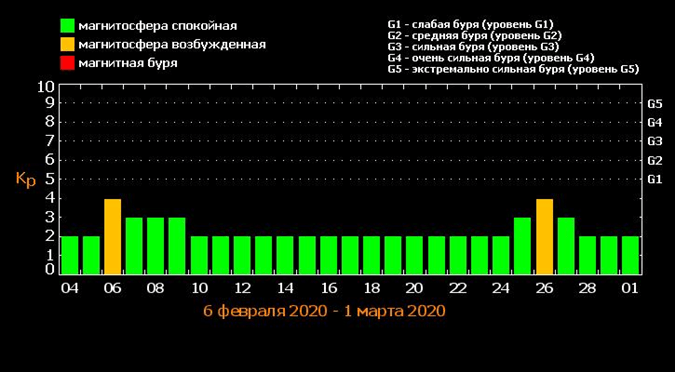 магнитосфера спокойная
магнитосфера возбужденная
магнитная буря
G1 - слабая буря (уровень G1)
G2 - средняя буря (уровень G2)
G3 - сильная буря (уровень G3)
G4 - очень сильная буря (уровень G4)
G5 - экстремально сильная буря (уровень G5)
10
9 G5
8 G4
7 G3
6 G2
Kp 5 G1
4
3
2
1
0
04 06 08 10 12 14 16 18 20 22 24 26 28 01
6 февраля 2020 - 1 марта 2020